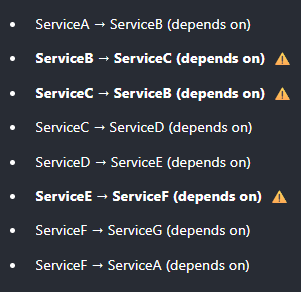 • ServiceA → ServiceB (depends on)
• ServiceB → ServiceC (depends on) ⚠️
• ServiceC → ServiceB (depends on) ⚠️
• ServiceC → ServiceD (depends on)
• ServiceD → ServiceE (depends on)
• ServiceE → ServiceF (depends on) ⚠️
• ServiceF → ServiceG (depends on)
• ServiceF → ServiceA (depends on)